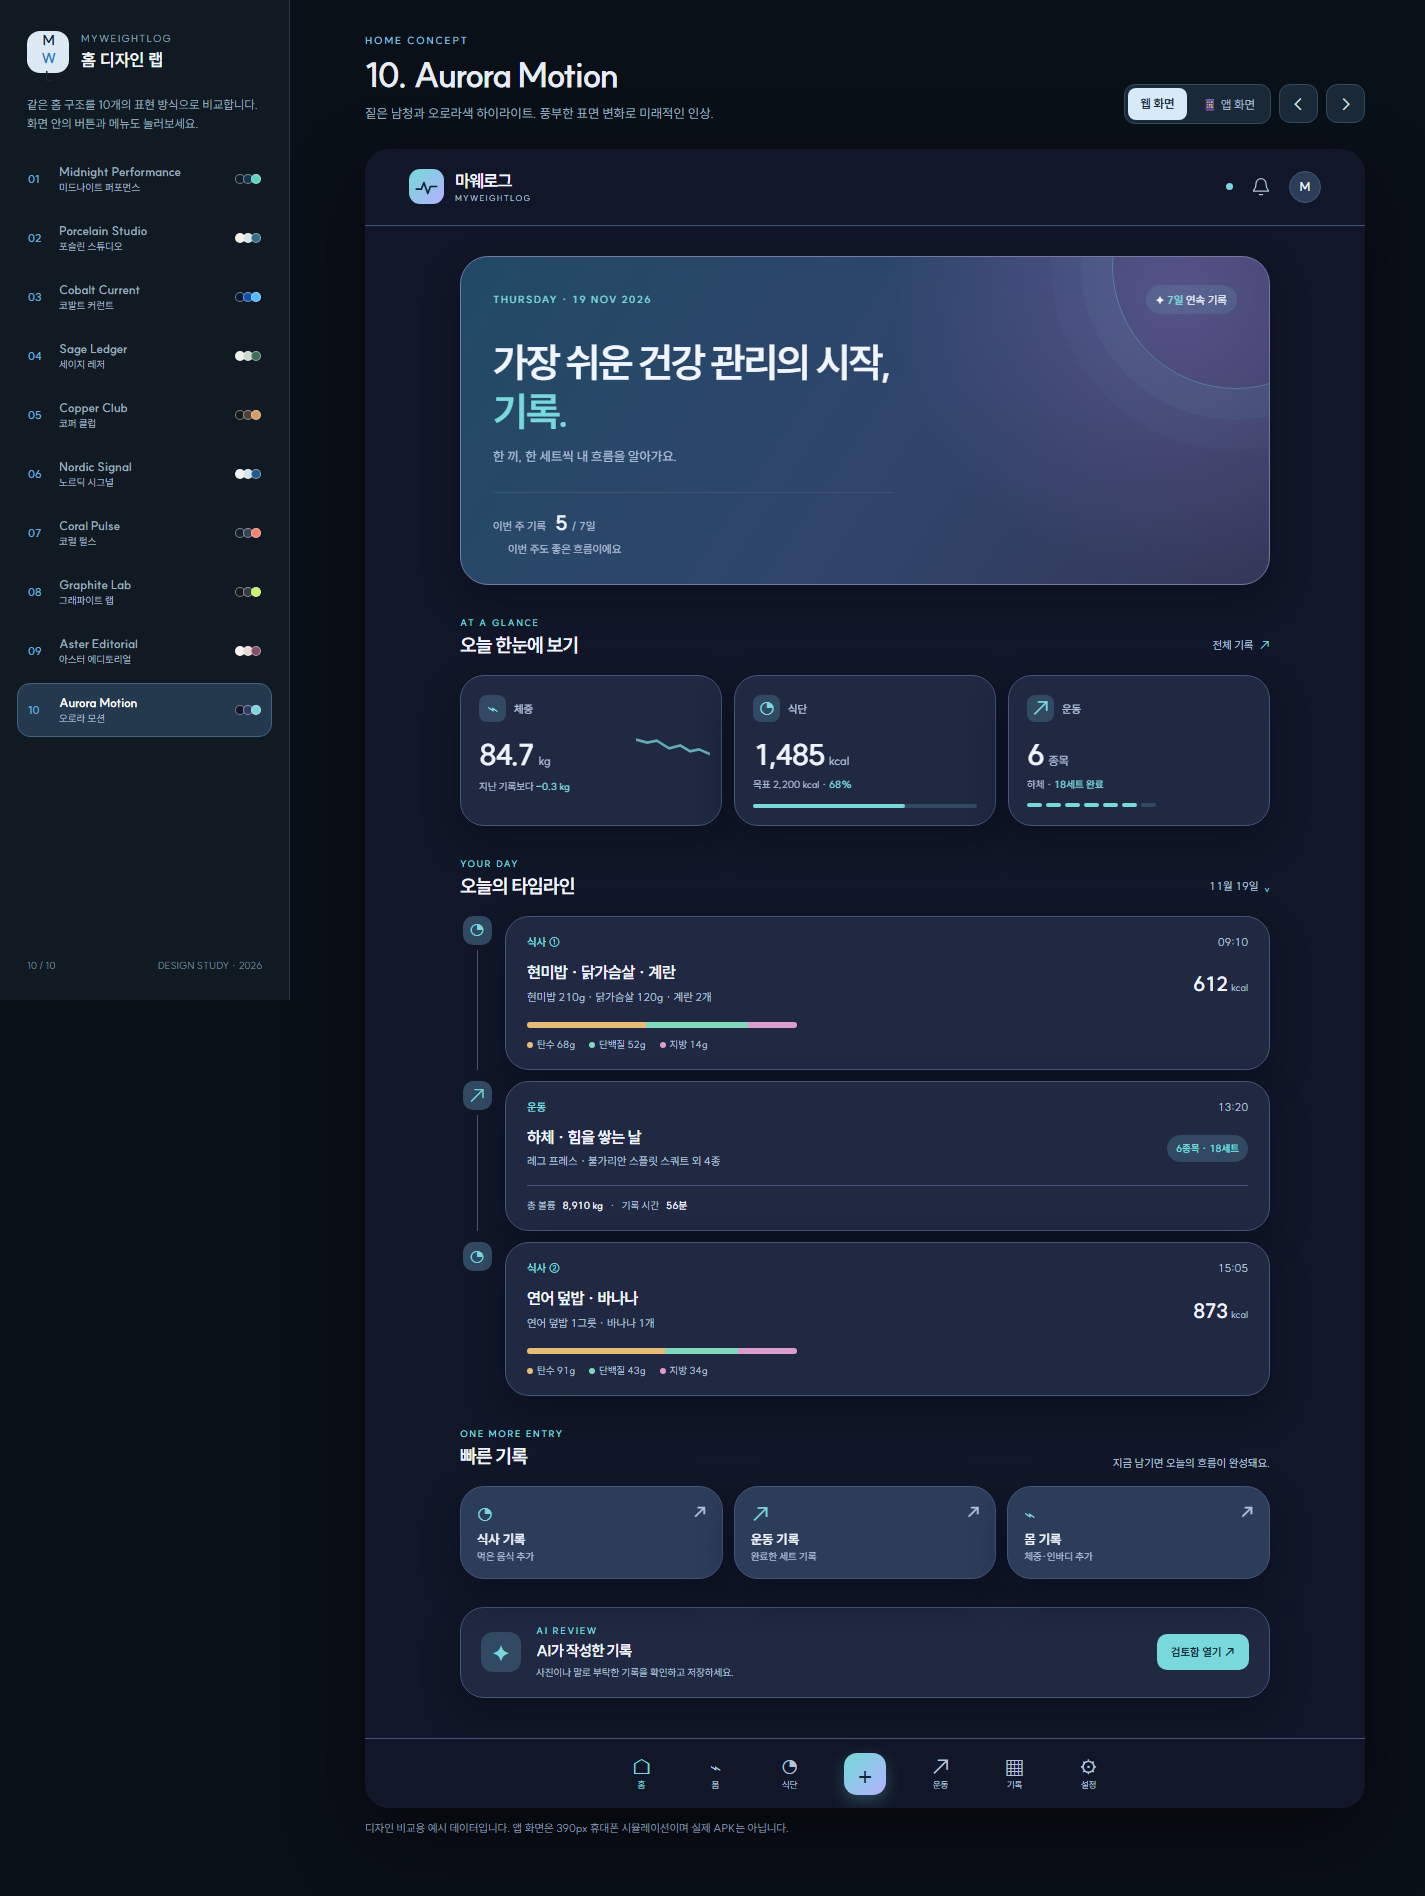 M
W
L
MYWEIGHTLOG
홈 디자인 랩
같은 홈 구조를 10개의 표현 방식으로 비교합니다.
화면 안의 버튼과 메뉴도 눌러보세요.
01 Midnight Performance
미드나이트 퍼포먼스
02 Porcelain Studio
포슬린 스튜디오
03 Cobalt Current
코발트 커런트
04 Sage Ledger
세이지 레저
05 Copper Club
코퍼 클럽
06 Nordic Signal
노르딕 시그널
07 Coral Pulse
코럴 펄스
08 Graphite Lab
그래파이트 랩
09 Aster Editorial
아스터 에디토리얼
10 Aurora Motion
오로라 모션
10 / 10 DESIGN STUDY · 2026
HOME CONCEPT
10. Aurora Motion
짙은 남청과 오로라색 하이라이트. 풍부한 표면 변화로 미래적인 인상.
웹 화면 앱 화면
마웨로그
MYWEIGHTLOG
M
THURSDAY · 19 NOV 2026
✦ 7일 연속 기록
가장 쉬운 건강 관리의 시작,
기록.
한 끼, 한 세트씩 내 흐름을 알아가요.
이번 주 기록 5 / 7일
이번 주도 좋은 흐름이에요
AT A GLANCE
오늘 한눈에 보기
전체 기록 ↗
체중
84.7 kg
지난 기록보다 −0.3 kg
식단
1,485 kcal
목표 2,200 kcal · 68%
운동
6 종목
하체 · 18세트 완료
YOUR DAY
오늘의 타임라인
11월 19일
식사 ① 09:10
현미밥 · 닭가슴살 · 계란
현미밥 210g · 닭가슴살 120g · 계란 2개
612 kcal
탄수 68g 단백질 52g 지방 14g
운동 13:20
하체 · 힘을 쌓는 날
레그 프레스 · 불가리안 스플릿 스쿼트 외 4종
6종목 · 18세트
총 볼륨 8,910 kg · 기록 시간 56분
식사 ② 15:05
연어 덮밥 · 바나나
연어 덮밥 1그릇 · 바나나 1개
873 kcal
탄수 91g 단백질 43g 지방 34g
ONE MORE ENTRY
빠른 기록
지금 남기면 오늘의 흐름이 완성돼요.
식사 기록
먹은 음식 추가
운동 기록
완료한 세트 기록
몸 기록
체중·인바디 추가
AI REVIEW
AI가 작성한 기록
사진이나 말로 부탁한 기록을 확인하고 저장하세요.
검토함 열기 ↗
홈 몸 식단 + 운동 기록 설정
디자인 비교용 예시 데이터입니다. 앱 화면은 390px 휴대폰 시뮬레이션이며 실제 APK는 아닙니다.